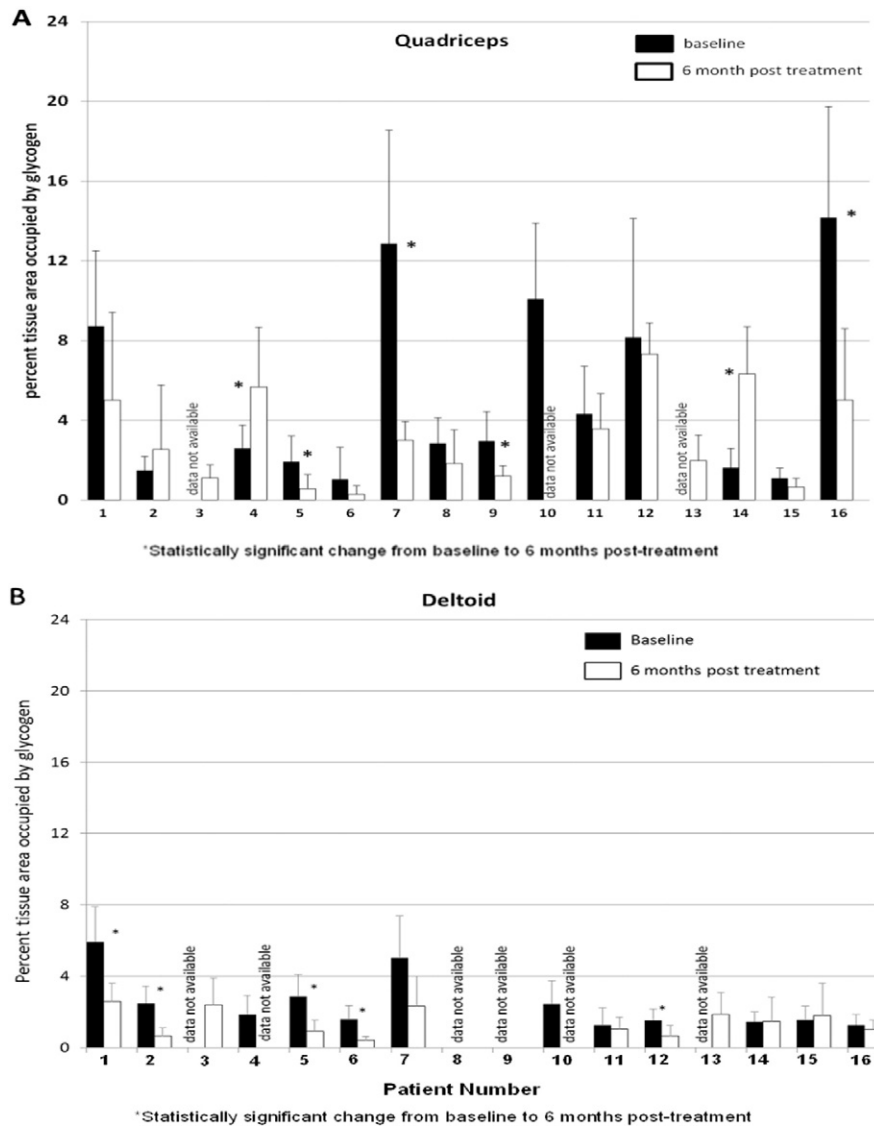 A
Quadriceps
baseline
6 month post treatment
percent tissue area occupied by glycogen
24
20
16
12
8
4
0
*
*
*
*
*
*
data not available
data not available
data not available
1 2 3 4 5 6 7 8 9 10 11 12 13 14 15 16
*Statistically significant change from baseline to 6 months post-treatment
B
Deltoid
Baseline
6 months post treatment
Percent tissue area occupied by glycogen
24
20
16
12
8
4
0
*
*
*
*
*
data not available
data not available
data not available
data not available
data not available
data not available
1 2 3 4 5 6 7 8 9 10 11 12 13 14 15 16
Patient Number
*Statistically significant change from baseline to 6 months post-treatment